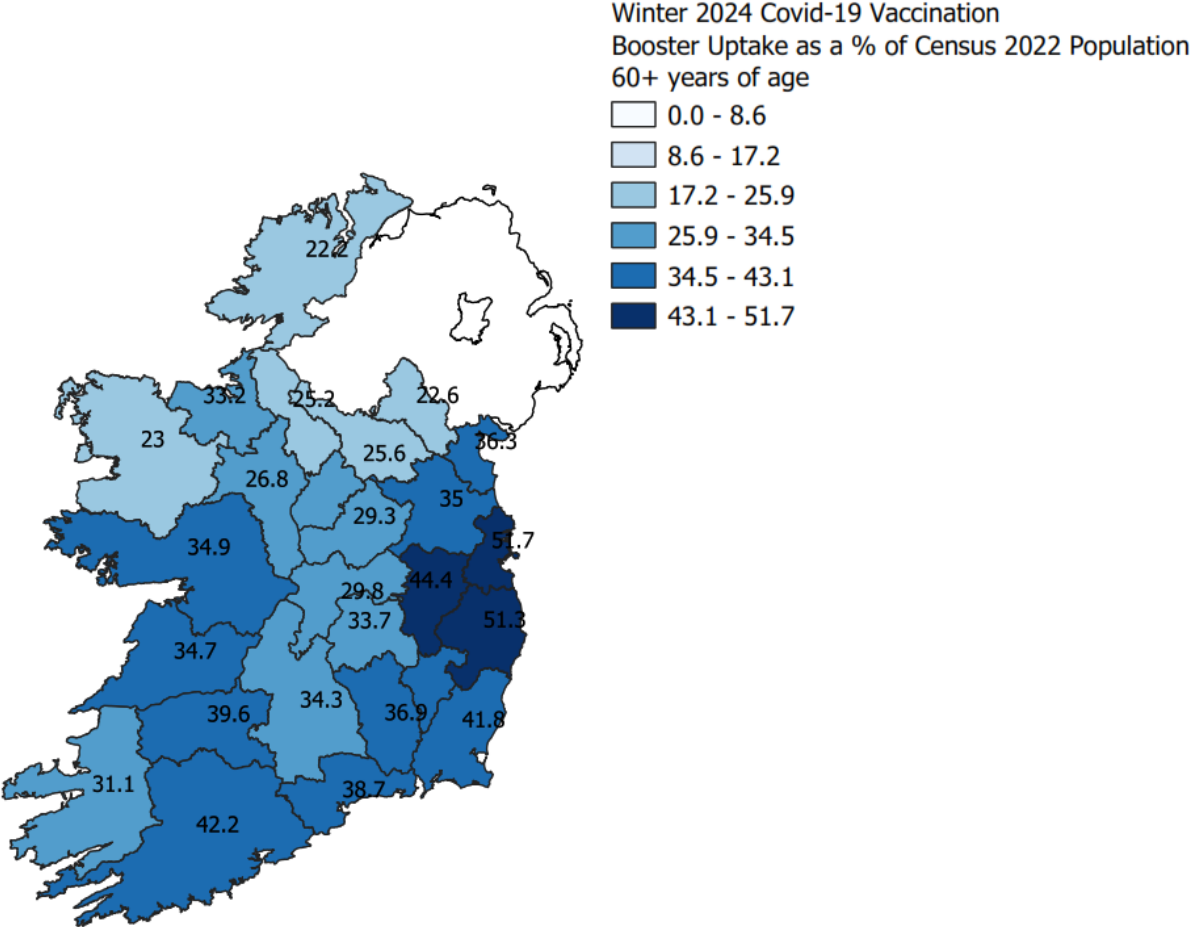 Winter 2024 Covid-19 Vaccination
Booster Uptake as a % of Census 2022 Population
60+ years of age
0.0 - 8.6
8.6 - 17.2
17.2 - 25.9
25.9 - 34.5
34.5 - 43.1
43.1 - 51.7
22.2
33.2
25.2
22.6
23
25.6
36.3
26.8
35
29.3
34.9
51.7
44.4
29.8
33.7
51.3
34.7
34.3
39.6
36.9
41.8
31.1
38.7
42.2